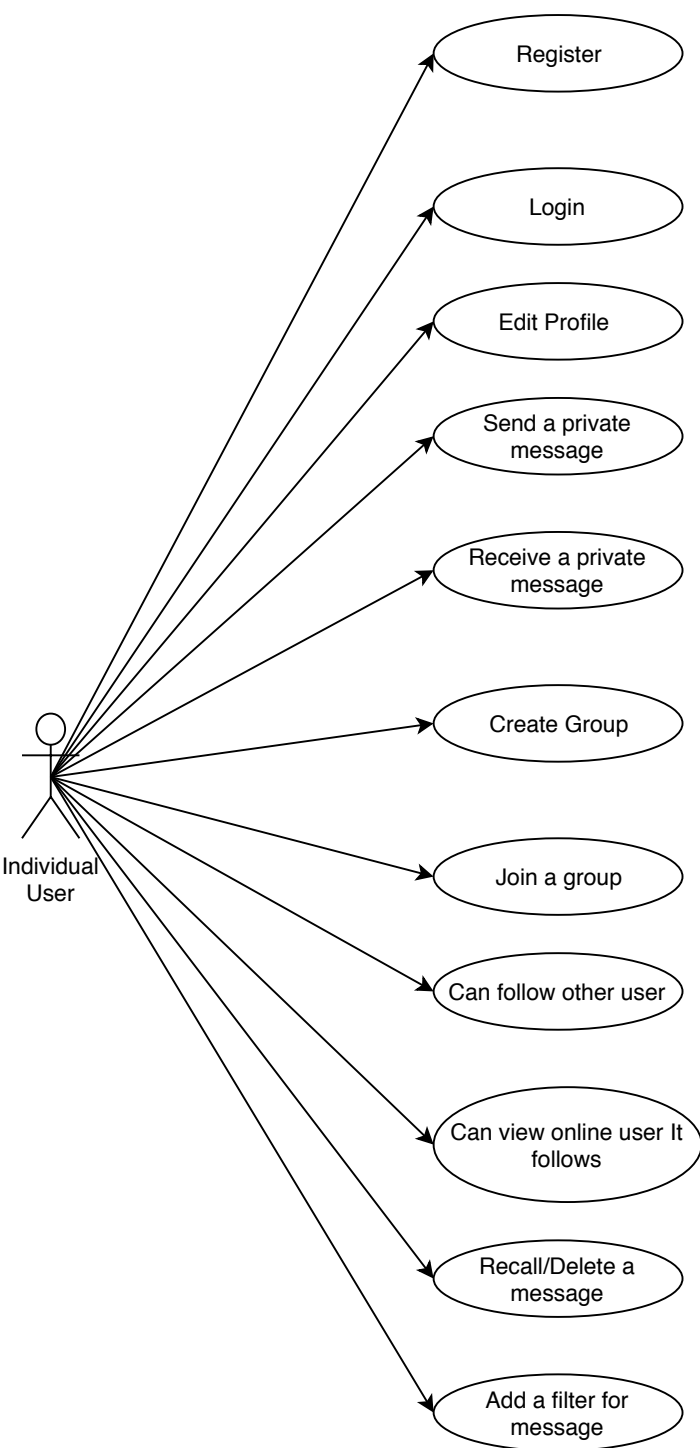 Register
Login
Edit Profile
Send a private
message
Receive a private
message
Create Group
Individual
User
Join a group
Can follow other user
Can view online user It
follows
Recall/Delete a
message
Add a filter for
message